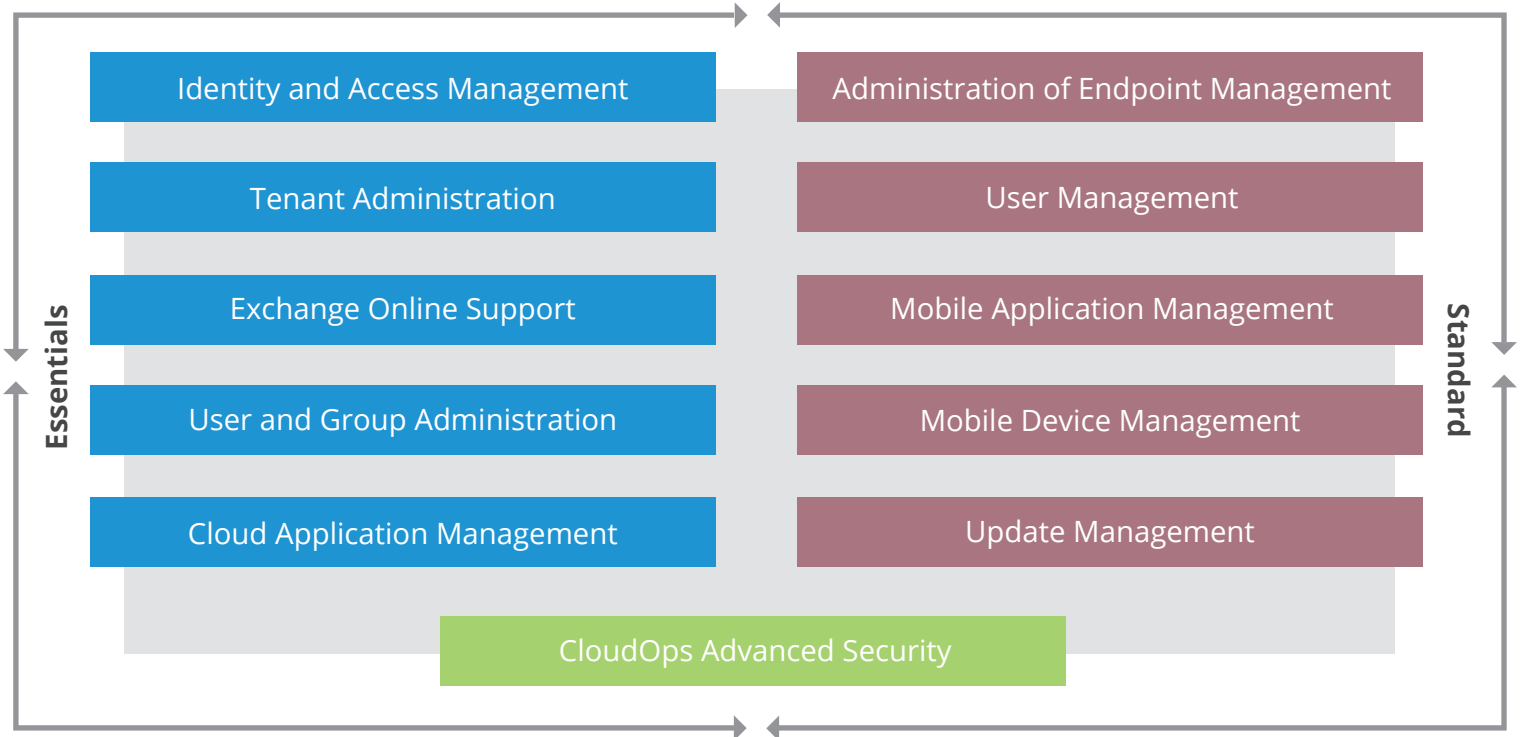 Essentials
Identity and Access Management
Tenant Administration
Exchange Online Support
User and Group Administration
Cloud Application Management
Administration of Endpoint Management
User Management
Mobile Application Management
Mobile Device Management
Update Management
Standard
CloudOps Advanced Security